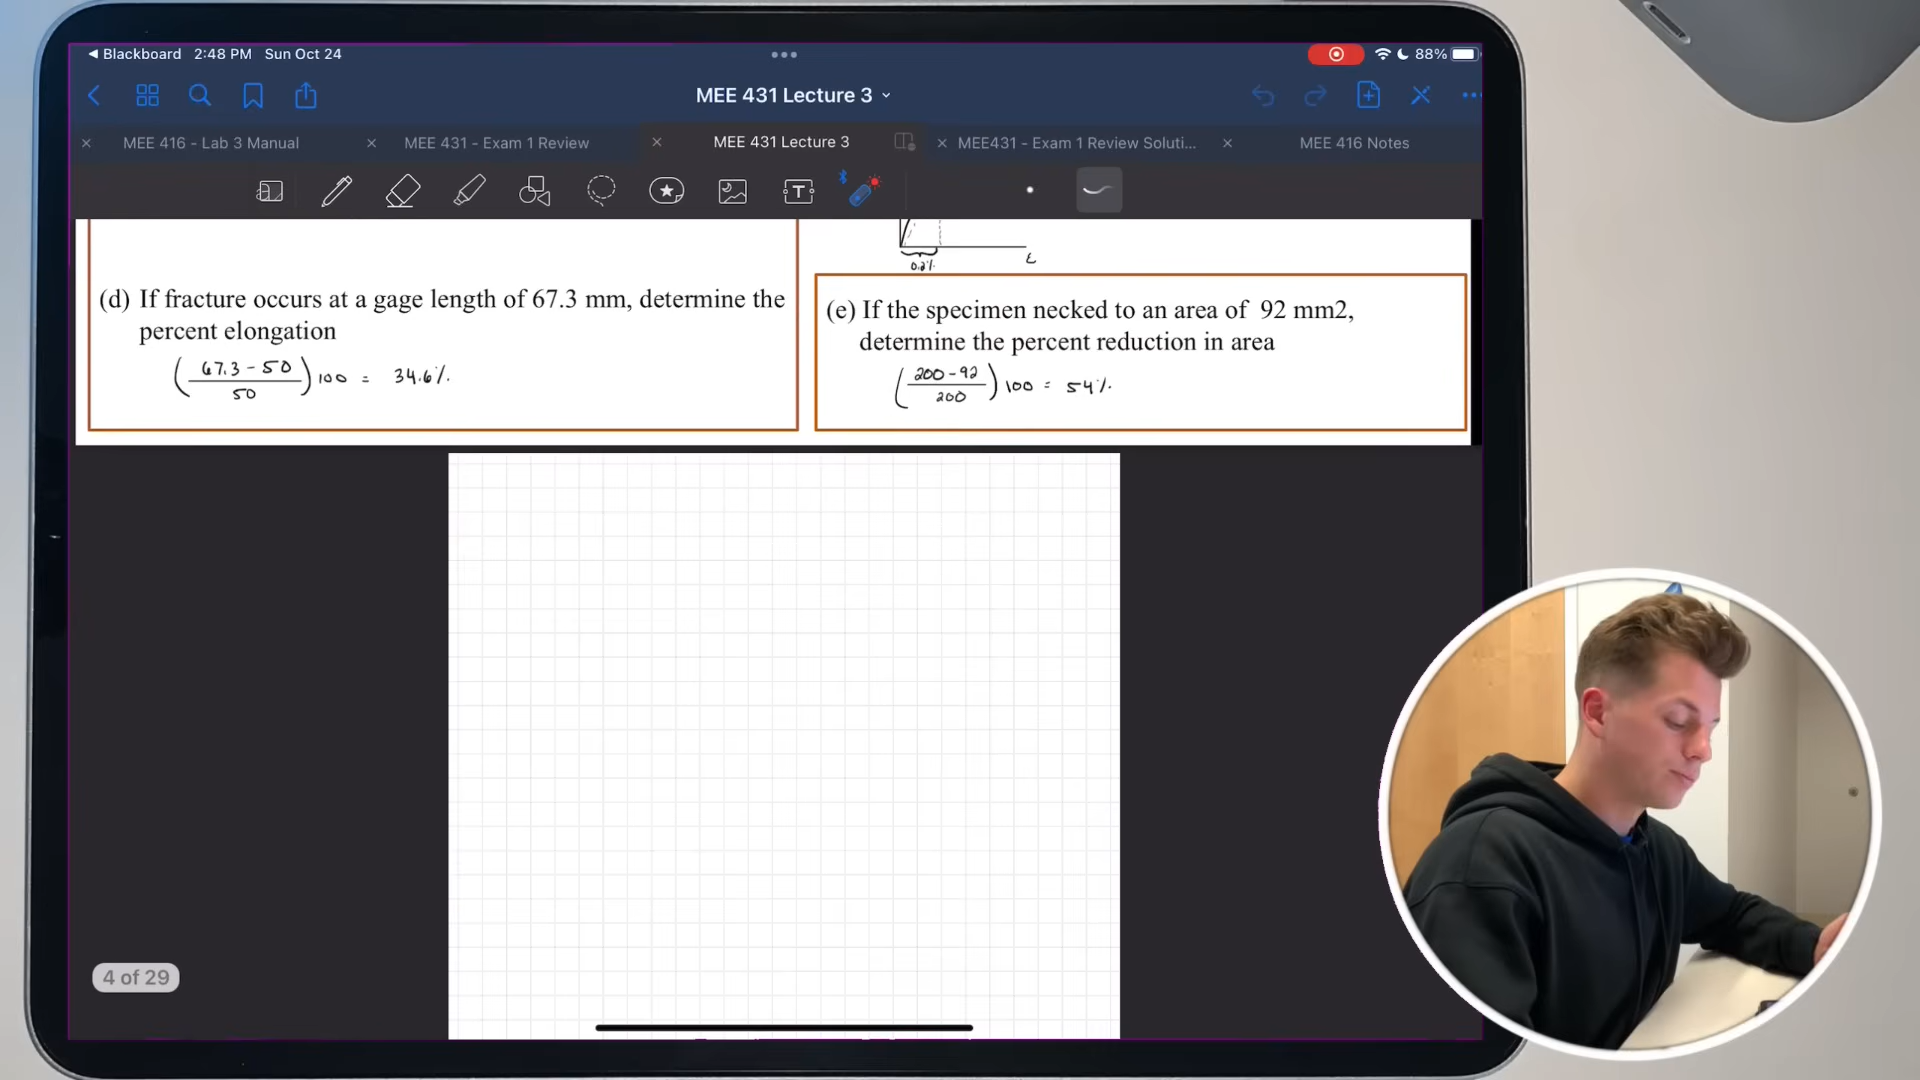 Blackboard 2:48 PM Sun Oct 24
88%
MEE 431 Lecture 3
MEE 416 - Lab 3 Manual
MEE 431 - Exam 1 Review
MEE 431 Lecture 3
MEE431 - Exam 1 Review Soluti...
MEE 416 Notes
T
0.2%
ε
(d) If fracture occurs at a gage length of 67.3 mm, determine the
percent elongation
(67.3 - 50 / 50) 100 = 34.6%
(e) If the specimen necked to an area of 92 mm2,
determine the percent reduction in area
(200 - 92 / 200) 100 = 54%
4 of 29